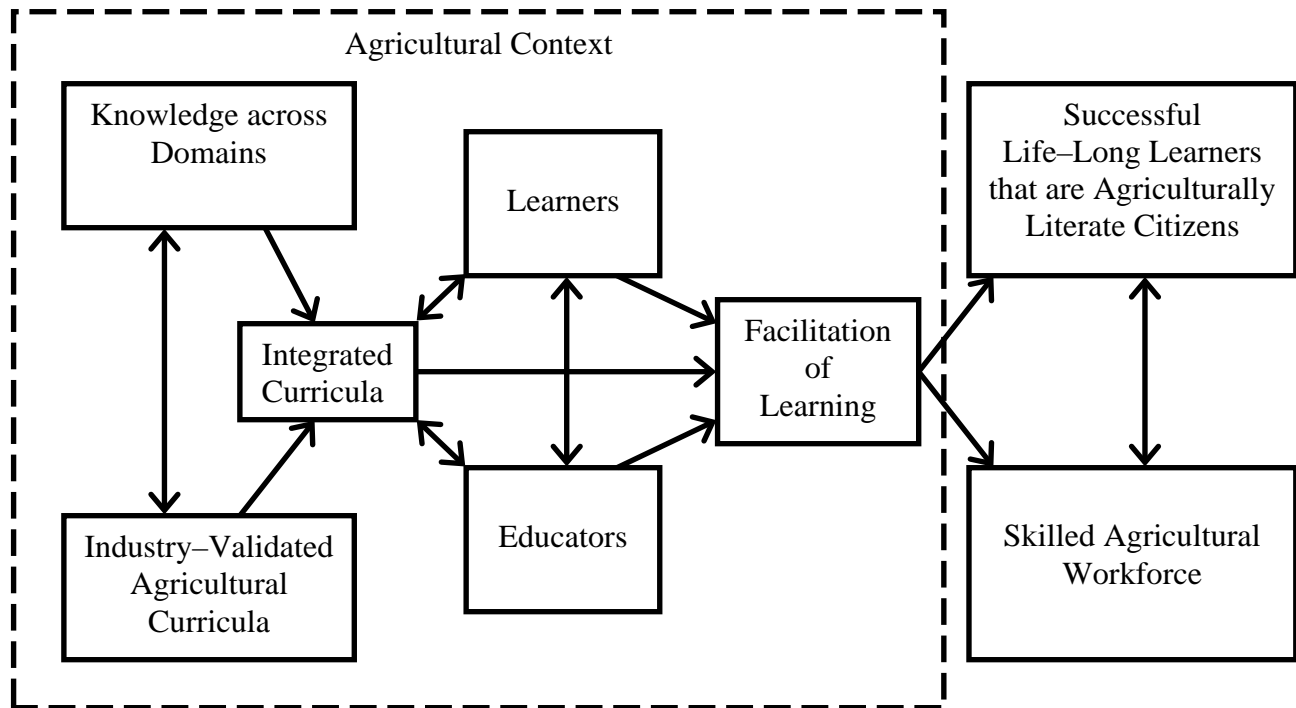 Agricultural Context
Knowledge across
Domains
Learners
Successful
Life–Long Learners
that are Agriculturally
Literate Citizens
Integrated
Curricula
Facilitation
of
Learning
Industry–Validated
Agricultural
Curricula
Educators
Skilled Agricultural
Workforce